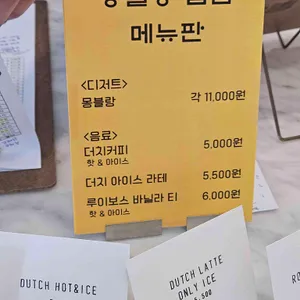 메뉴판
<디저트>
몽블랑 각 11,000원
<음료>
더치커피 5,000원
핫 & 아이스
더치 아이스 라떼 5,500원
루이보스 바닐라 티 6,000원
핫 & 아이스
DUTCH HOT&ICE
DUTCH LATTE
ONLY ICE
5,500